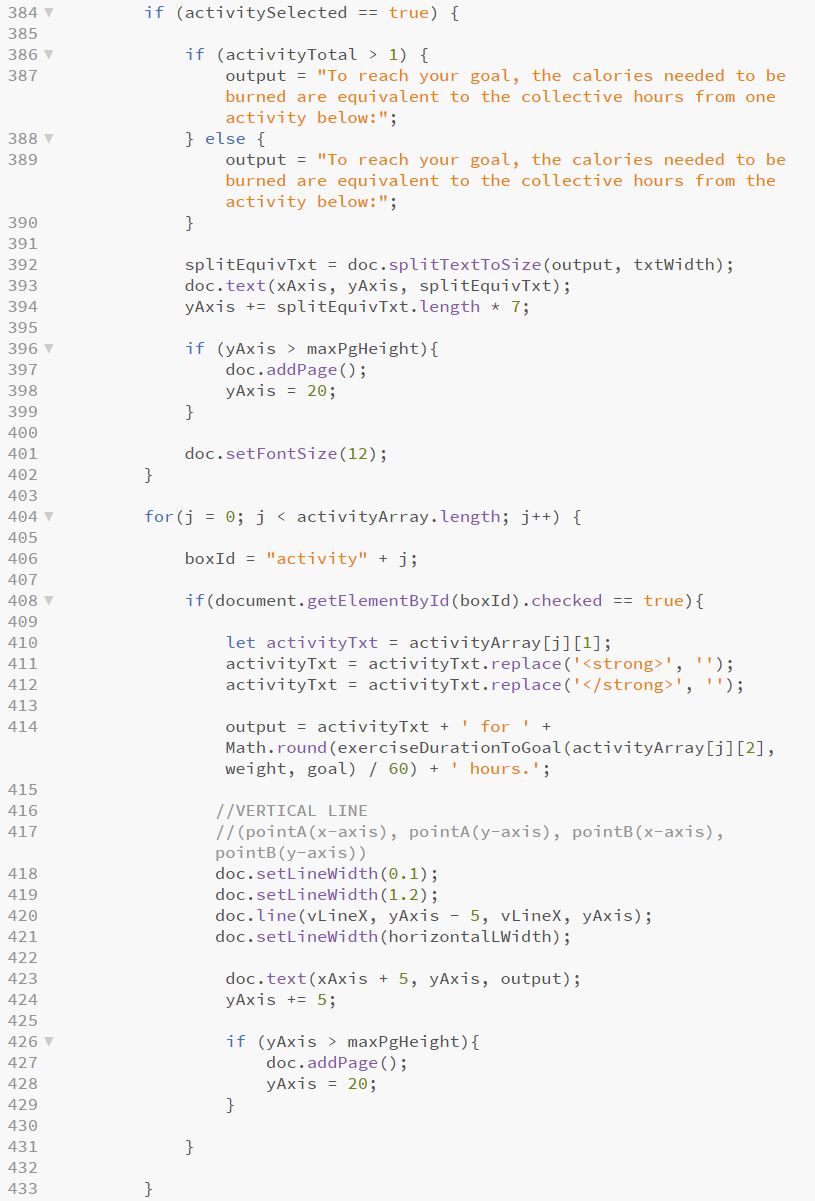 384 ▼         if (activitySelected == true) {
385
386 ▼             if (activityTotal > 1) {
387                   output = "To reach your goal, the calories needed to be
                      burned are equivalent to the collective hours from one
                      activity below:";
388 ▼             } else {
389                   output = "To reach your goal, the calories needed to be
                      burned are equivalent to the collective hours from the
                      activity below:";
390               }
391
392               splitEquivTxt = doc.splitTextToSize(output, txtWidth);
393               doc.text(xAxis, yAxis, splitEquivTxt);
394               yAxis += splitEquivTxt.length * 7;
395
396 ▼             if (yAxis > maxPgHeight){
397                   doc.addPage();
398                   yAxis = 20;
399               }
400
401               doc.setFontSize(12);
402           }
403
404 ▼         for(j = 0; j < activityArray.length; j++) {
405
406               boxId = "activity" + j;
407
408 ▼             if(document.getElementById(boxId).checked == true){
409
410                   let activityTxt = activityArray[j][1];
411                   activityTxt = activityTxt.replace('<strong>', '');
412                   activityTxt = activityTxt.replace('</strong>', '');
413
414                   output = activityTxt + ' for ' +
                      Math.round(exerciseDurationToGoal(activityArray[j][2],
                      weight, goal) / 60) + ' hours.';
415
416                  //VERTICAL LINE
417                  //(pointA(x-axis), pointA(y-axis), pointB(x-axis),
                     pointB(y-axis))
418                  doc.setLineWidth(0.1);
419                  doc.setLineWidth(1.2);
420                  doc.line(vLineX, yAxis - 5, vLineX, yAxis);
421                  doc.setLineWidth(horizontalLWidth);
422
423                   doc.text(xAxis + 5, yAxis, output);
424                   yAxis += 5;
425
426 ▼                 if (yAxis > maxPgHeight){
427                       doc.addPage();
428                       yAxis = 20;
429                   }
430
431               }
432
433           }